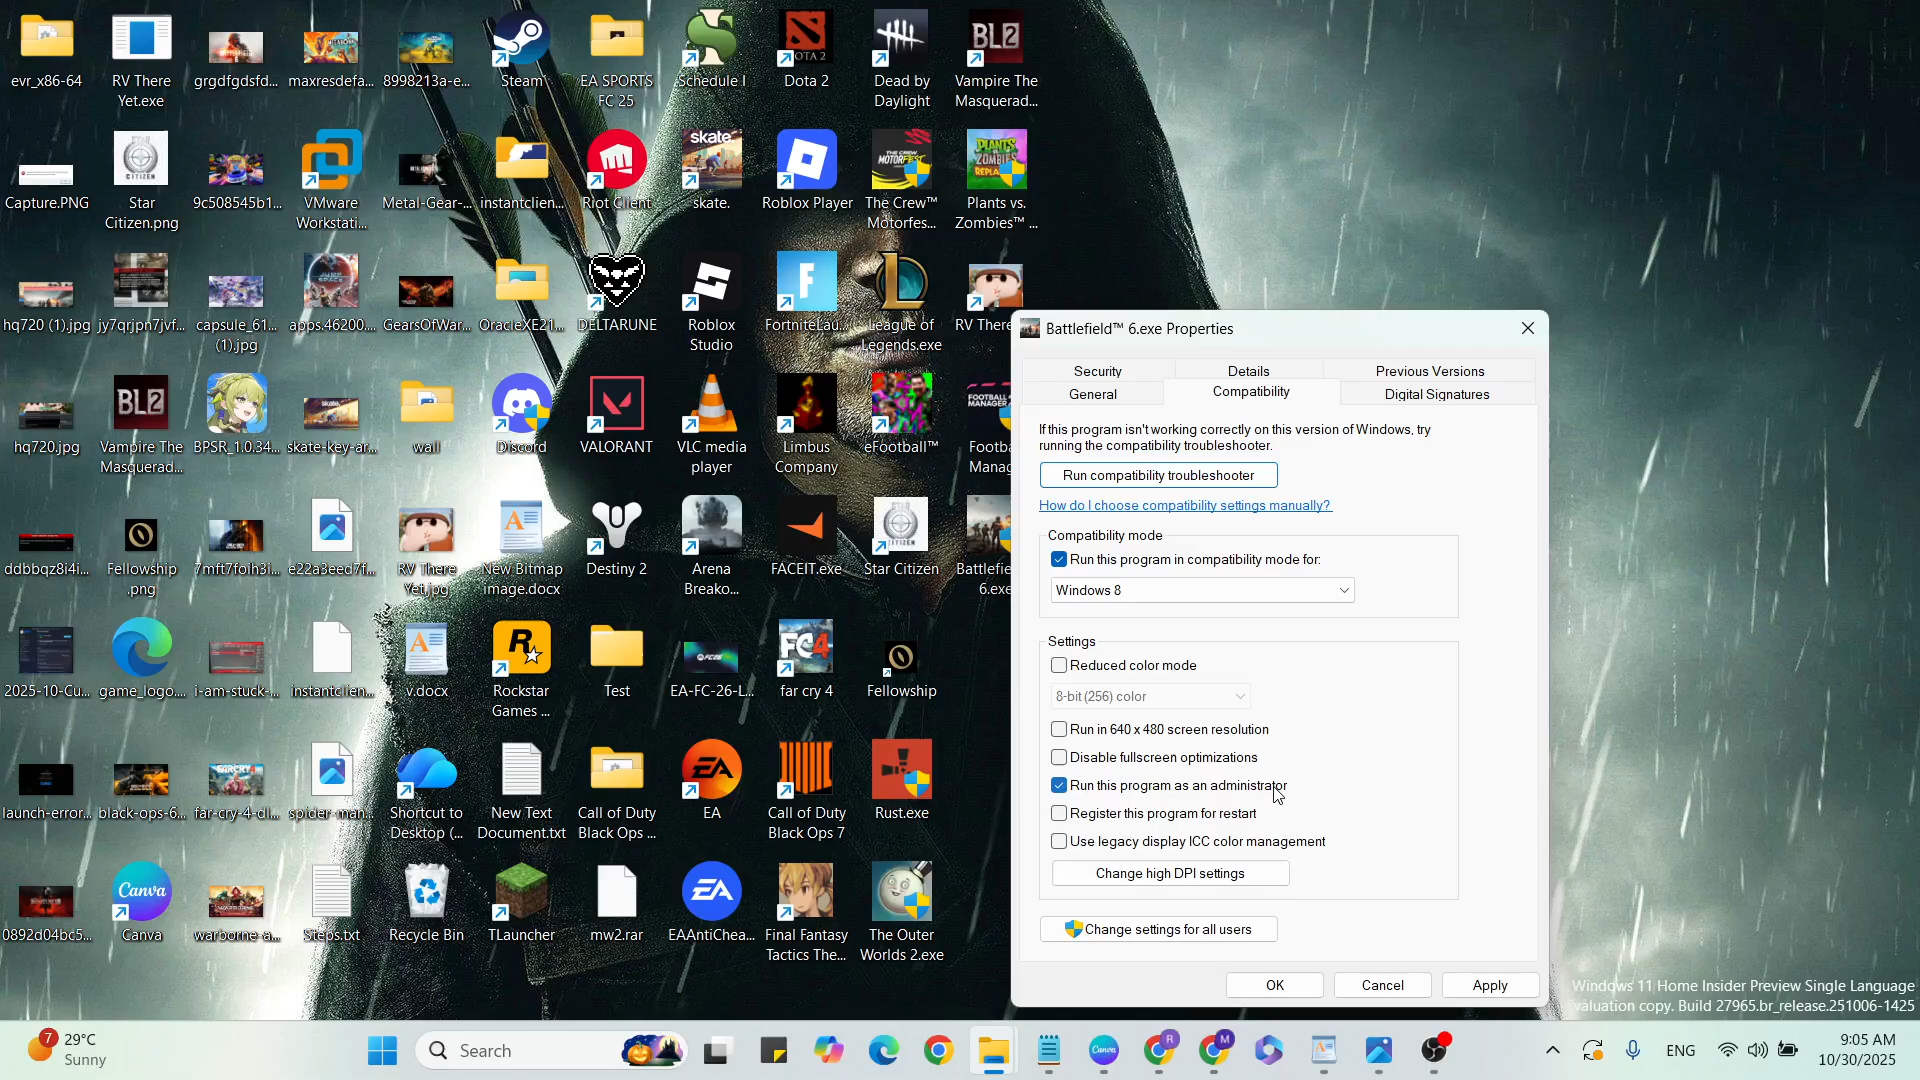 evr_x86-64
RV There
Yet.exe
grgdfgdsfd...
maxresdefa...
8998213a-e...
Steam
EA SPORTS
FC 25
Schedule I
Dota 2
Dead by
Daylight
Vampire The
Masquerad...
Capture.PNG
Star
Citizen.png
9c508545b1...
VMware
Workstati...
Metal-Gear-...
instantclien...
Riot Client
skate.
Roblox Player
The Crew™
Motorfes...
Plants vs.
Zombies™ ...
hq720 (1).jpg
jy7qrjpn7jvf...
capsule_61...
(1).jpg
apps.46200....
GearsOfWar...
OracleXE21...
DELTARUNE
Roblox
Studio
FortniteLau...
League of
Legends.exe
RV There
hq720.jpg
Vampire The
Masquerad...
BPSR_1.0.34...
skate-key-ar...
wall
Discord
VALORANT
VLC media
player
Limbus
Company
eFootball™
Footb
Manag
ddbbqz8i4i...
Fellowship
.png
7mft7foih3i...
e22a3eed7f...
RV There
Yet.jpg
New Bitmap
image.docx
Destiny 2
Arena
Breako...
FACEIT.exe
Star Citizen
Battlefie
6.exe
2025-10-Cu...
game_logo....
i-am-stuck-...
instantclien...
v.docx
Rockstar
Games ...
Test
EA-FC-26-L...
far cry 4
Fellowship
launch-error...
black-ops-6...
far-cry-4-dl...
spider-man...
Shortcut to
Desktop (...
New Text
Document.txt
Call of Duty
Black Ops ...
EA
Call of Duty
Black Ops 7
Rust.exe
0892d04bc5...
Canva
warborne-a...
Steps.txt
Recycle Bin
TLauncher
mw2.rar
EAAntiChea...
Final Fantasy
Tactics The...
The Outer
Worlds 2.exe
Battlefield™ 6.exe Properties
Security
Details
Previous Versions
General
Compatibility
Digital Signatures
If this program isn't working correctly on this version of Windows, try
running the compatibility troubleshooter.
Run compatibility troubleshooter
How do I choose compatibility settings manually?
Compatibility mode
Run this program in compatibility mode for:
Windows 8
Settings
Reduced color mode
8-bit (256) color
Run in 640 x 480 screen resolution
Disable fullscreen optimizations
Run this program as an administrator
Register this program for restart
Use legacy display ICC color management
Change high DPI settings
Change settings for all users
OK
Cancel
Apply
Windows 11 Home Insider Preview Single Language
Evaluation copy. Build 27965.br_release.251006-1425
7
29°C
Sunny
Search
ENG
9:05 AM
10/30/2025